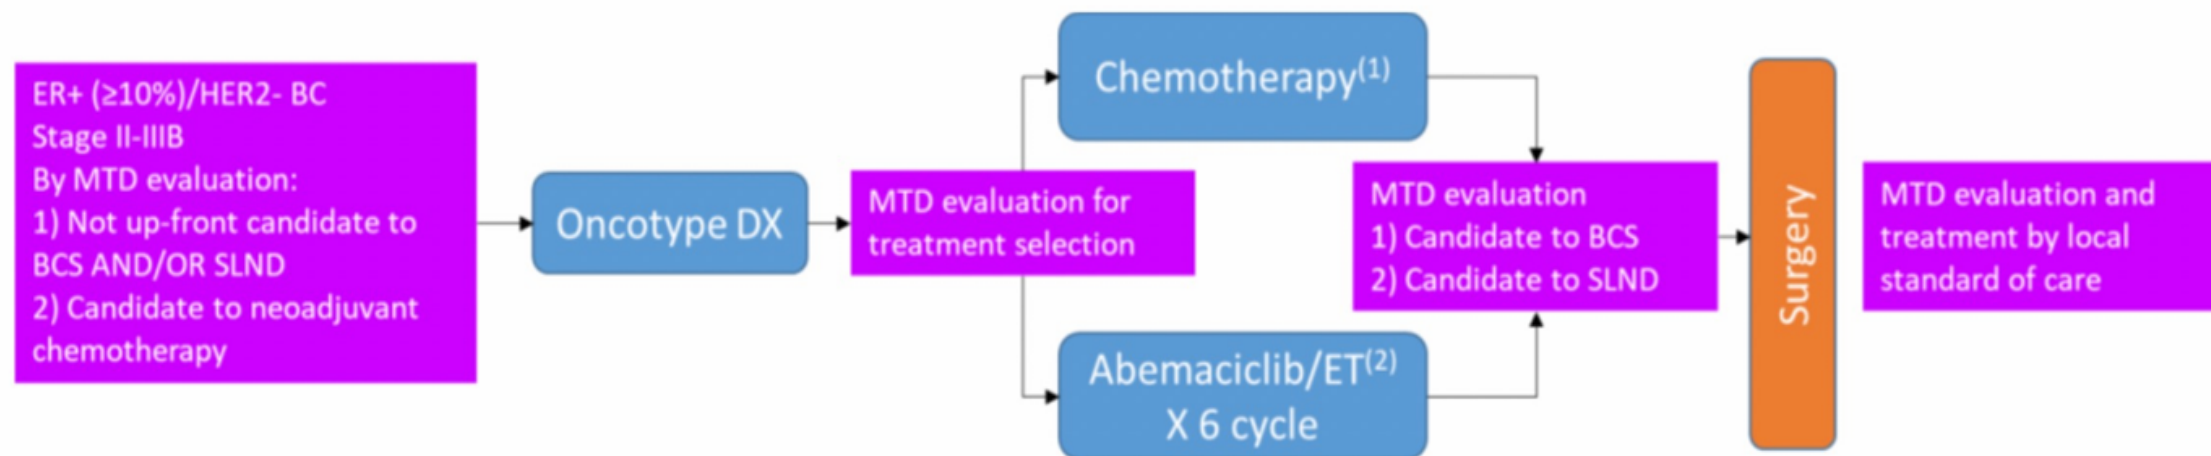 ER+ (≥10%)/HER2- BC
Stage II-IIIB
By MTD evaluation:
1) Not up-front candidate to
BCS AND/OR SLND
2) Candidate to neoadjuvant
chemotherapy
Oncotype DX
MTD evaluation for
treatment selection
Chemotherapy(1)
Abemaciclib/ET(2)
X 6 cycle
MTD evaluation
1) Candidate to BCS
2) Candidate to SLND
Surgery
MTD evaluation and
treatment by local
standard of care